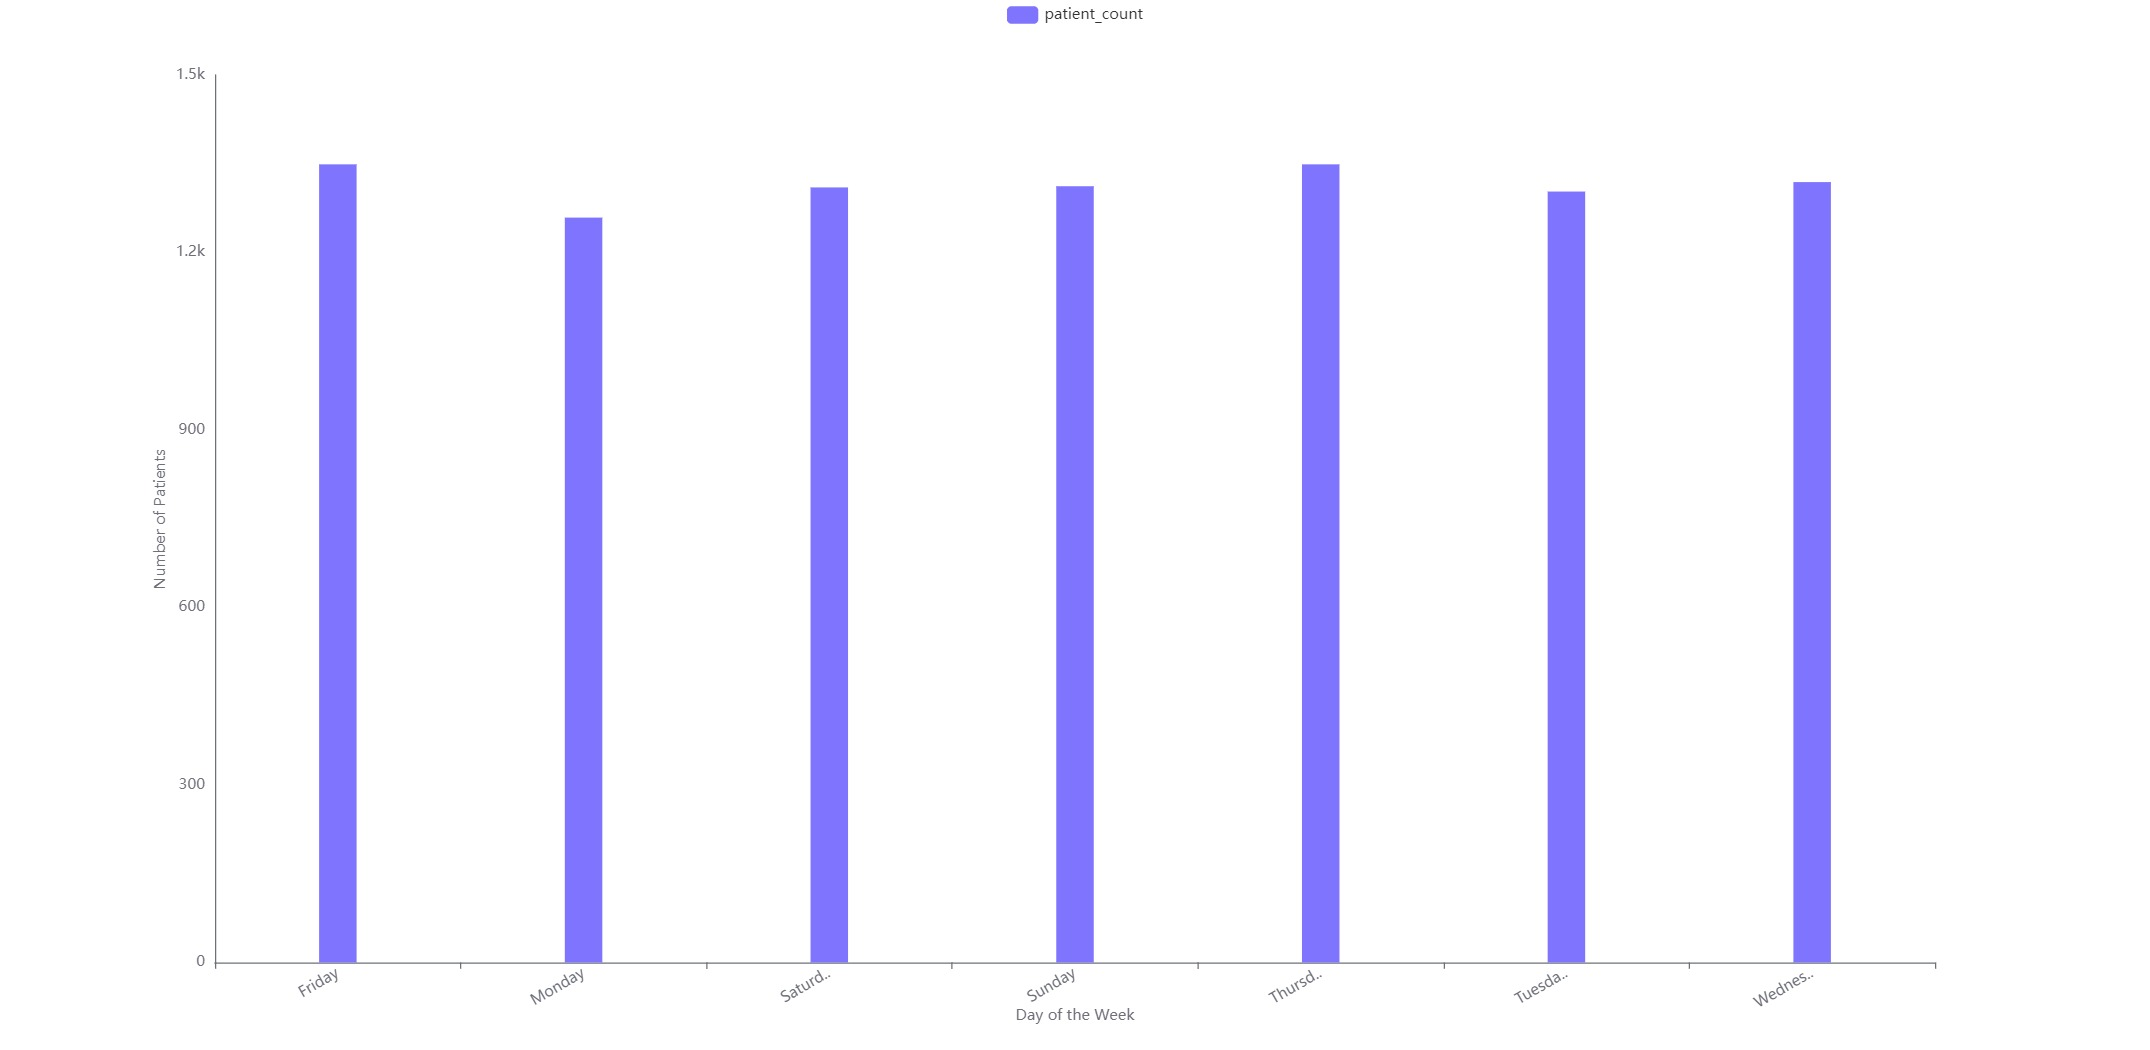 patient_count
1.5k
1.2k
900
600
300
0
Number of Patients
Friday
Monday
Saturd..
Sunday
Thursd..
Tuesda..
Wednes..
Day of the Week